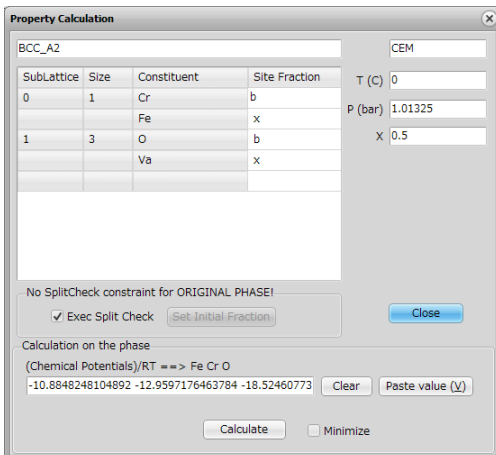 Property Calculation
BCC_A2
CEM
SubLattice Size Constituent Site Fraction
0 1 Cr b
Fe x
1 3 O b
Va x
T (C) 0
P (bar) 1.01325
X 0.5
No SplitCheck constraint for ORIGINAL PHASE!
Exec Split Check Set Initial Fraction
Close
Calculation on the phase
(Chemical Potentials)/RT ==> Fe Cr O
-10.8848248104892 -12.9597176463784 -18.52460773 Clear Paste value (V)
Calculate Minimize